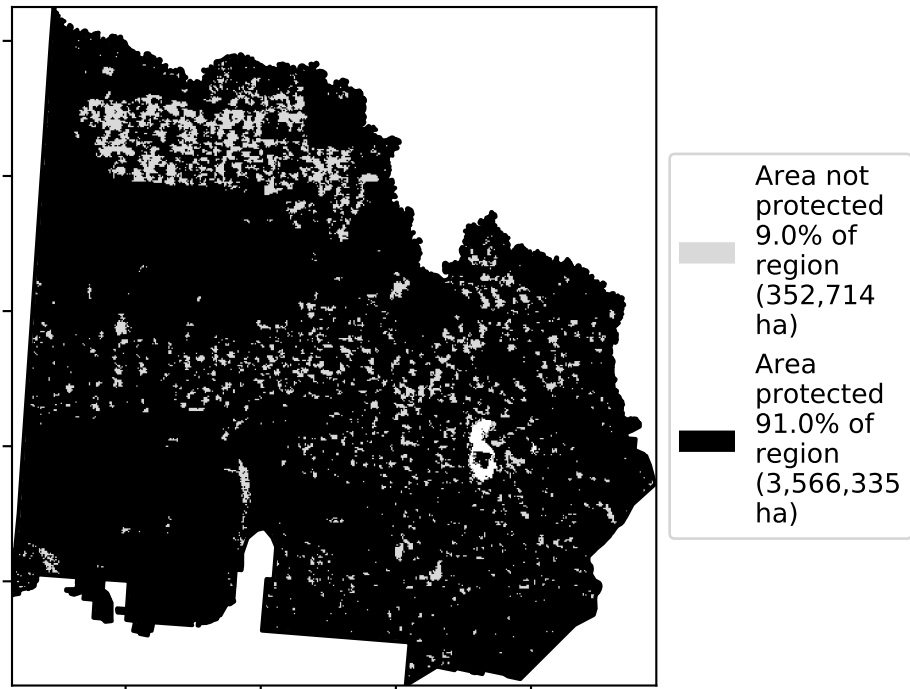 Area not
protected
9.0% of
region
(352,714
ha)
Area
protected
91.0% of
region
(3,566,335
ha)